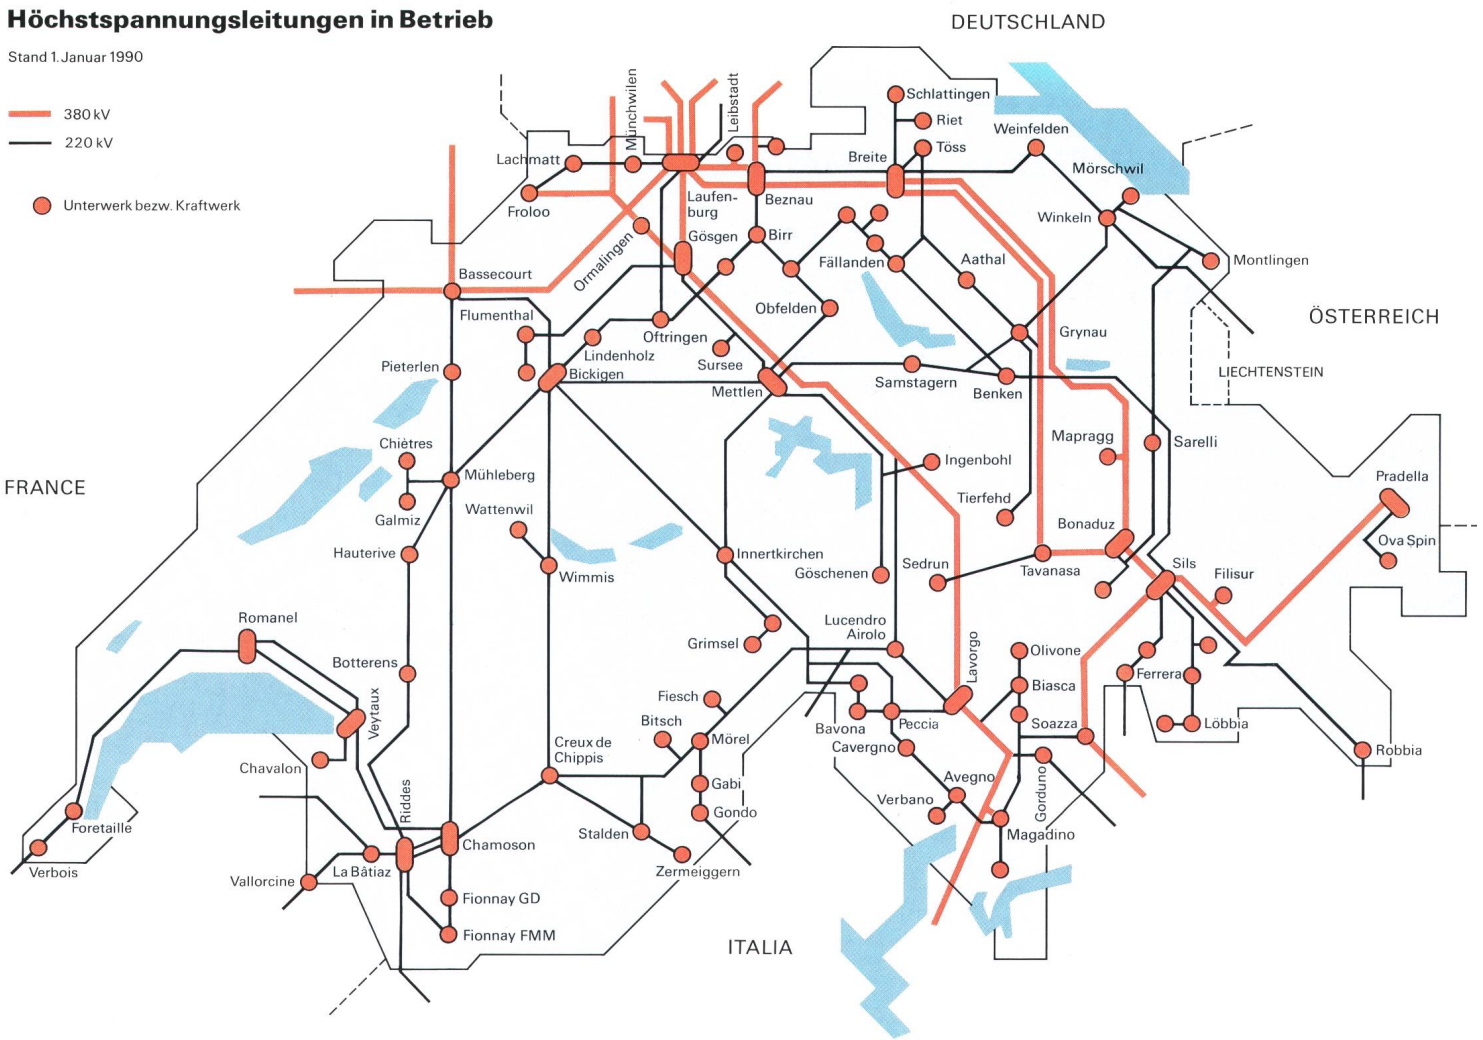 Höchstspannungsleitungen in Betrieb
Stand 1. Januar 1990
380 kV
220 kV
Unterwerk bezw. Kraftwerk
DEUTSCHLAND
ÖSTERREICH
LIECHTENSTEIN
FRANCE
ITALIA
Münchwilen
Leibstadt
Schlattingen
Riet
Töss
Weinfelden
Breite
Mörschwil
Lachmatt
Froloo
Laufen-
burg
Beznau
Winkeln
Ormalingen
Gösgen
Birr
Fällanden
Aathal
Montlingen
Bassecourt
Flumenthal
Obfelden
Oftringen
Grynau
Lindenholz
Sursee
Pieterlen
Bickigen
Mettlen
Samstagern
Benken
Chiètres
Mapragg
Sarelli
Mühleberg
Ingenbohl
Pradella
Wattenwil
Tierfehd
Galmiz
Bonaduz
Ova Spin
Hauterive
Innertkirchen
Wimmis
Göschenen
Sedrun
Tavanasa
Sils
Filisur
Romanel
Grimsel
Lucendro
Airolo
Lavorgo
Olivone
Botterens
Ferrera
Biasca
Veytaux
Fiesch
Bitsch
Bavona
Peccia
Soazza
Löbbia
Chavalon
Creux de
Chippis
Mörel
Cavergno
Robbia
Gabi
Avegno
Gorduno
Riddes
Verbano
Gondo
Foretaille
Stalden
Magadino
Chamoson
Verbois
La Bâtiaz
Zermeiggern
Vallorcine
Fionnay GD
Fionnay FMM